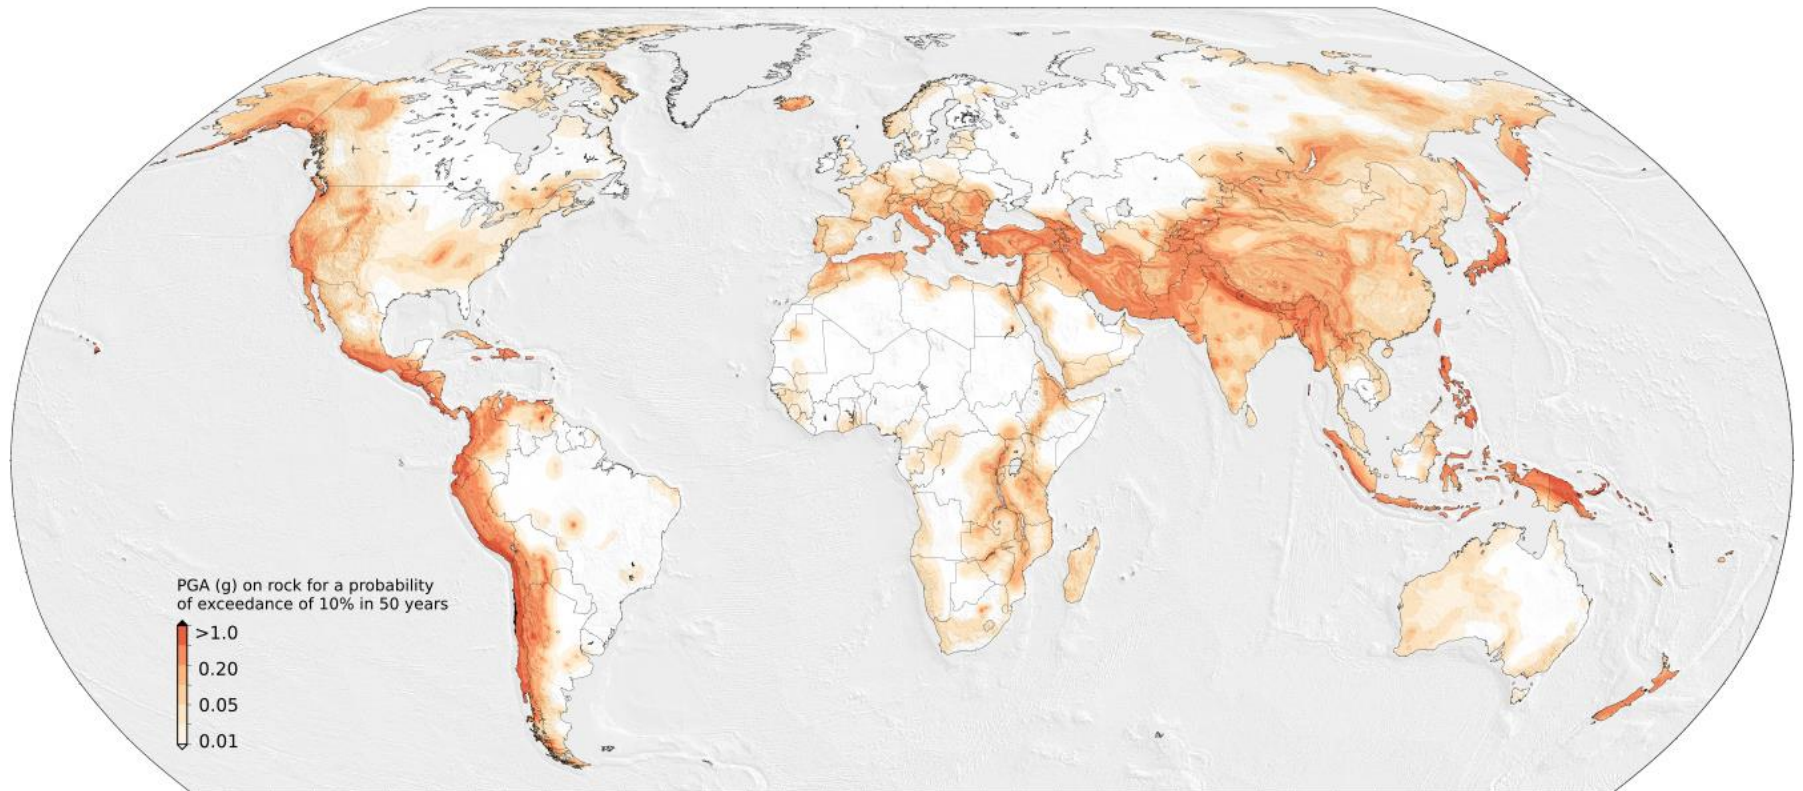 PGA (g) on rock for a probability
of exceedance of 10% in 50 years
>1.0
0.20
0.05
0.01